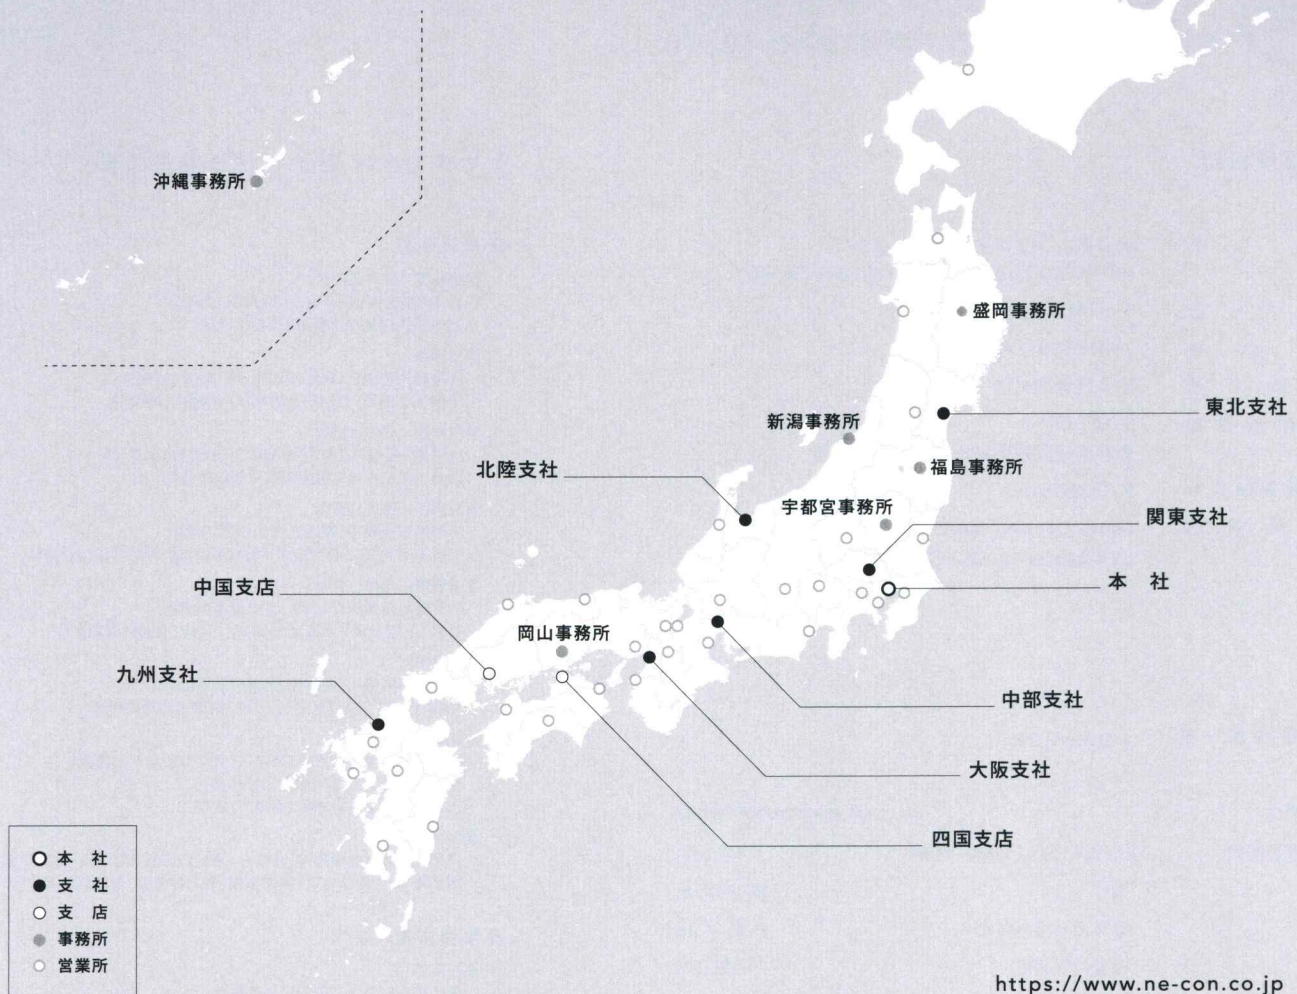 沖縄事務所
盛岡事務所
東北支社
新潟事務所
福島事務所
北陸支社
宇都宮事務所
関東支社
中国支店
本 社
岡山事務所
九州支社
中部支社
大阪支社
四国支店
本 社
支 社
支 店
事務所
営業所
https://www.ne-con.co.jp